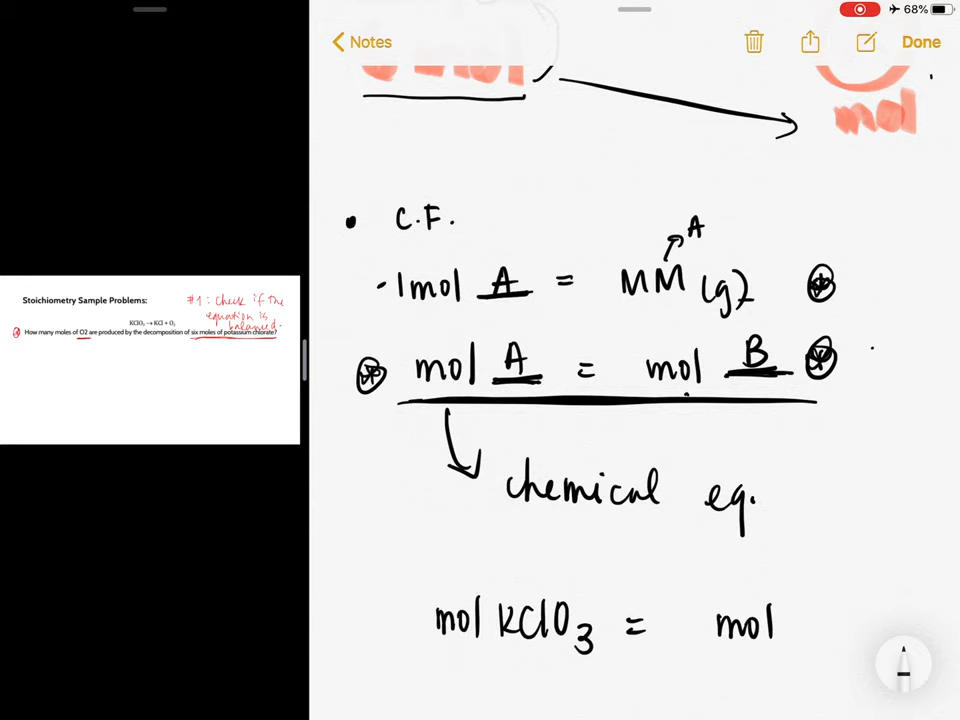 68%
Notes
Done
Stoichiometry Sample Problems:
#1: Check if the
equation is
balanced.
KClO₃ → KCl + O₂
How many moles of O2 are produced by the decomposition of six moles of potassium chlorate?
mol
mol
• C.F.
A
- 1 mol A = MM (g)
mol A = mol B
chemical eq.
mol KClO₃ = mol